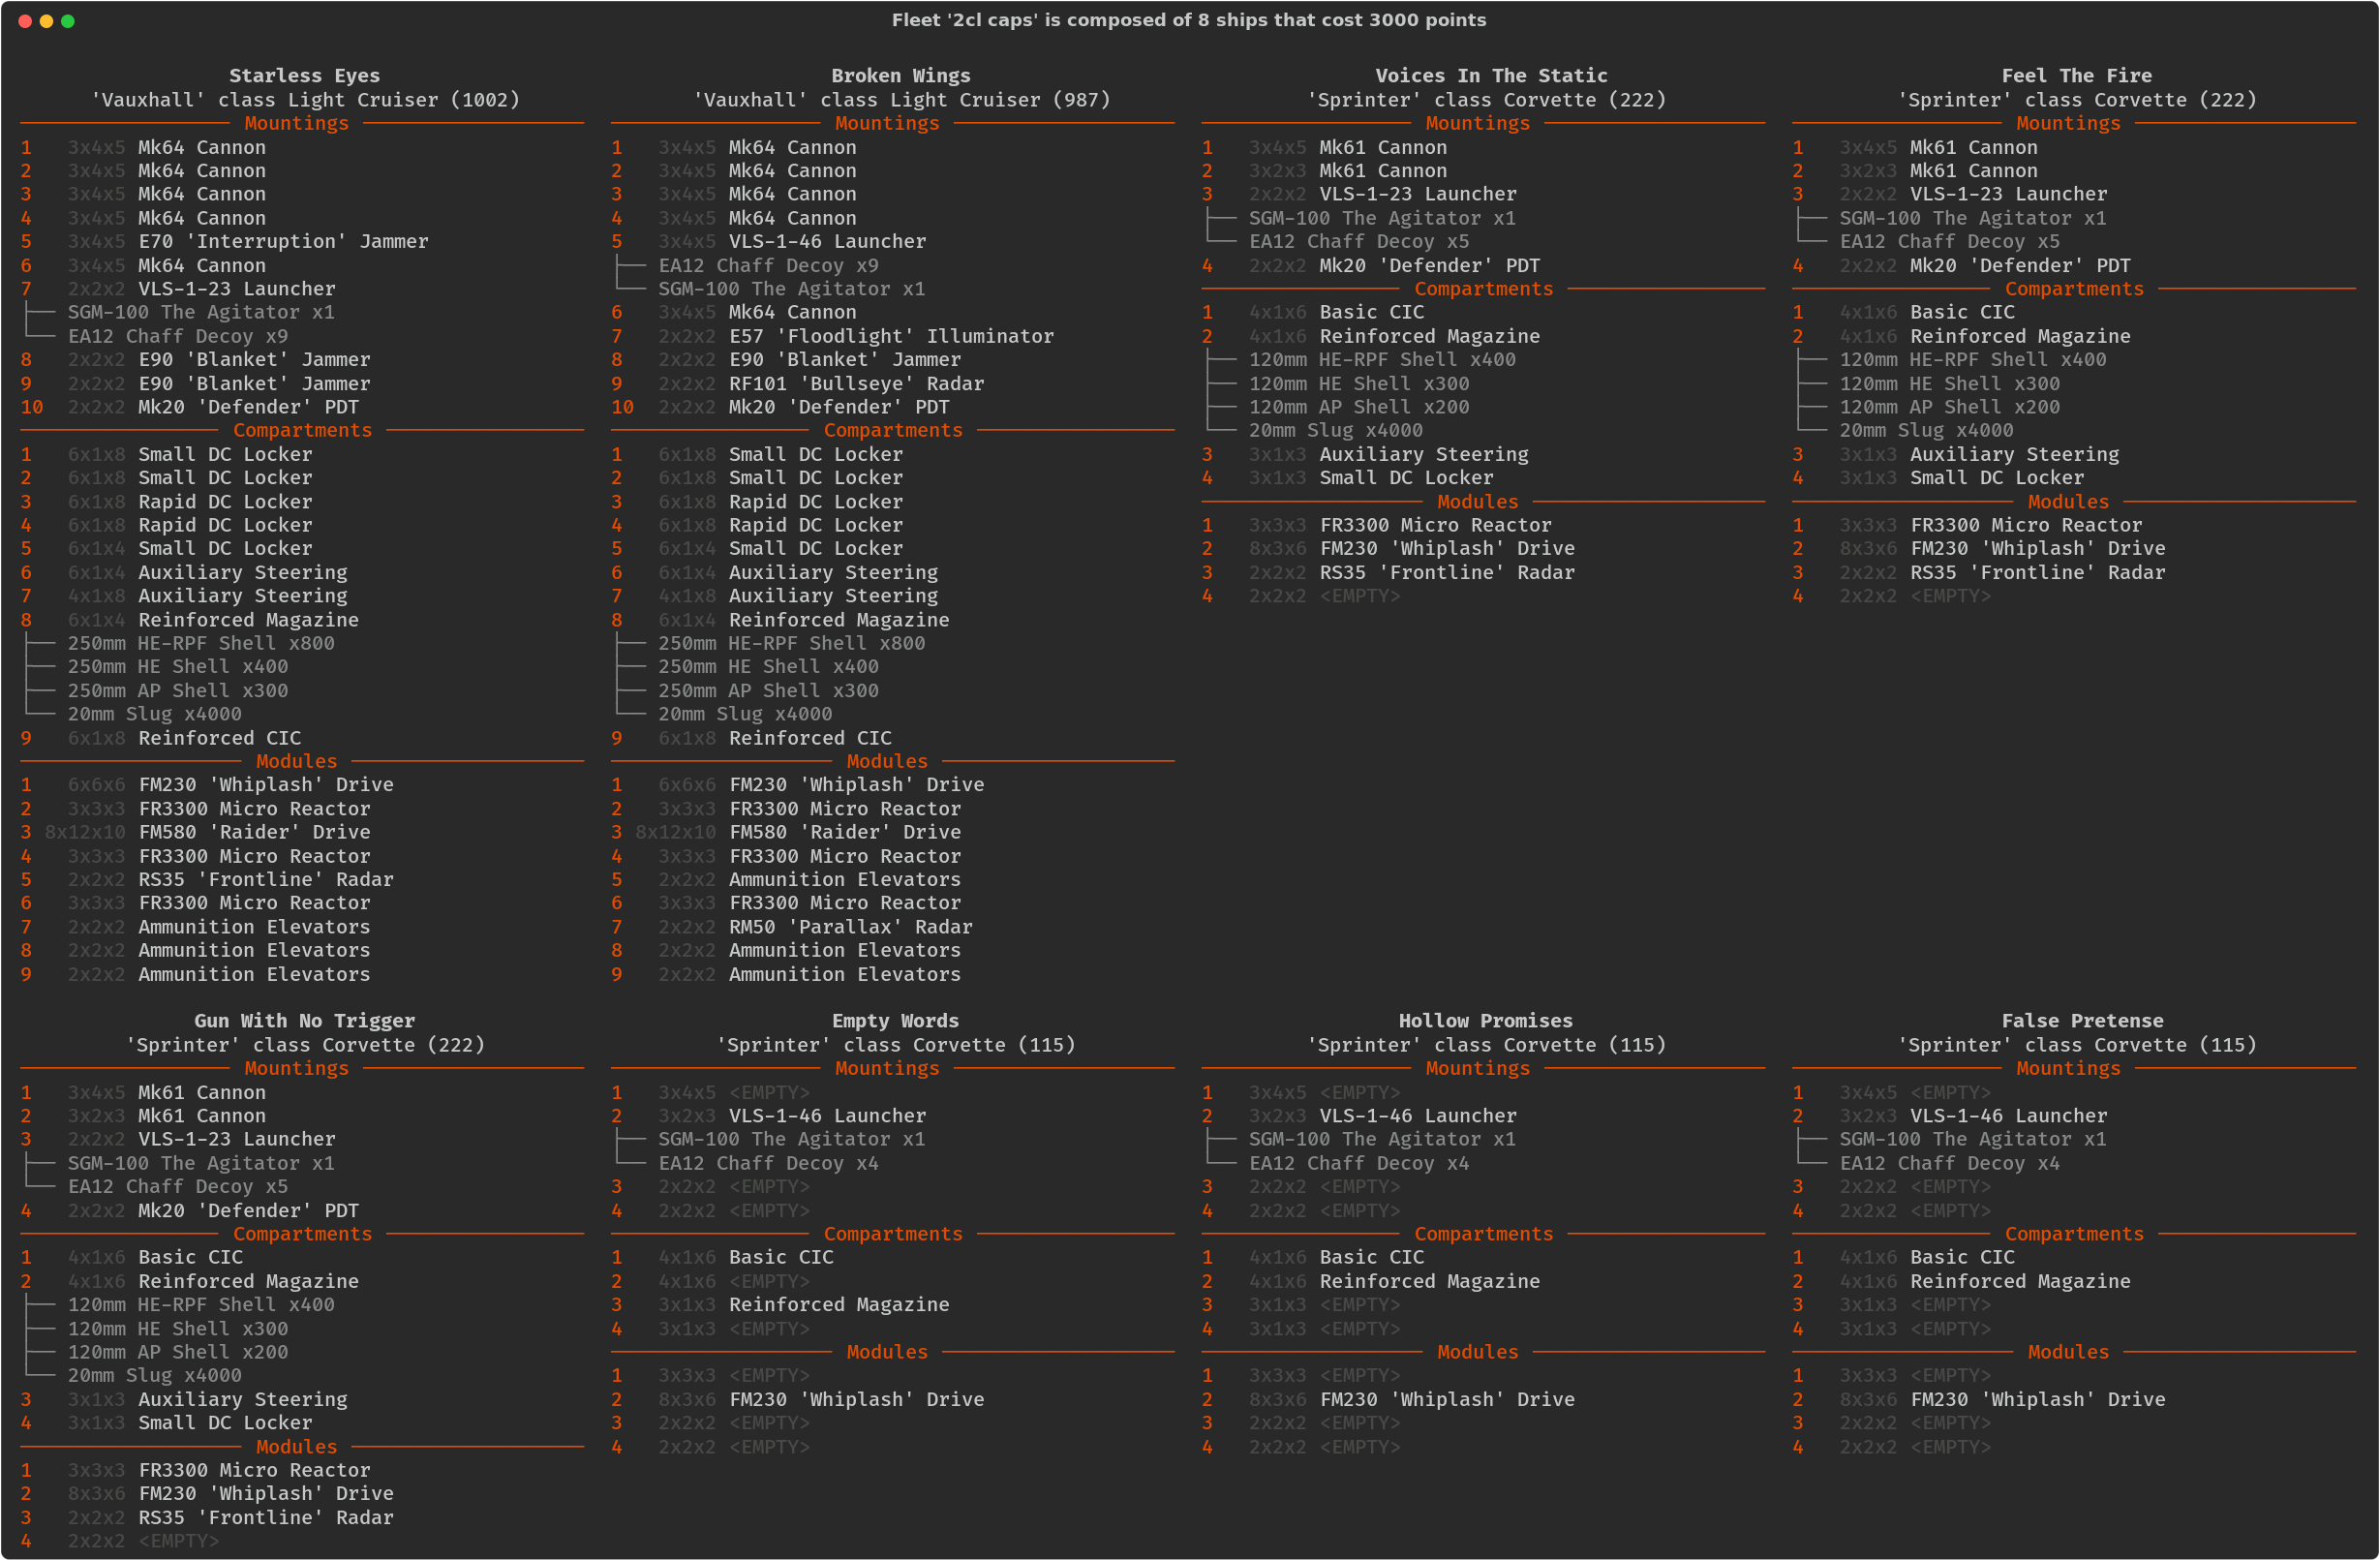 Fleet '2cl caps' is composed of 8 ships that cost 3000 points
Starless Eyes
'Vauxhall' class Light Cruiser (1002)
Mountings
1 3x4x5 Mk64 Cannon
2 3x4x5 Mk64 Cannon
3 3x4x5 Mk64 Cannon
4 3x4x5 Mk64 Cannon
5 3x4x5 E70 'Interruption' Jammer
6 3x4x5 Mk64 Cannon
7 2x2x2 VLS-1-23 Launcher
SGM-100 The Agitator x1
EA12 Chaff Decoy x9
8 2x2x2 E90 'Blanket' Jammer
9 2x2x2 E90 'Blanket' Jammer
10 2x2x2 Mk20 'Defender' PDT
Compartments
1 6x1x8 Small DC Locker
2 6x1x8 Small DC Locker
3 6x1x8 Rapid DC Locker
4 6x1x8 Rapid DC Locker
5 6x1x4 Small DC Locker
6 6x1x4 Auxiliary Steering
7 4x1x8 Auxiliary Steering
8 6x1x4 Reinforced Magazine
250mm HE-RPF Shell x800
250mm HE Shell x400
250mm AP Shell x300
20mm Slug x4000
9 6x1x8 Reinforced CIC
Modules
1 6x6x6 FM230 'Whiplash' Drive
2 3x3x3 FR3300 Micro Reactor
3 8x12x10 FM580 'Raider' Drive
4 3x3x3 FR3300 Micro Reactor
5 2x2x2 RS35 'Frontline' Radar
6 3x3x3 FR3300 Micro Reactor
7 2x2x2 Ammunition Elevators
8 2x2x2 Ammunition Elevators
9 2x2x2 Ammunition Elevators
Broken Wings
'Vauxhall' class Light Cruiser (987)
Mountings
1 3x4x5 Mk64 Cannon
2 3x4x5 Mk64 Cannon
3 3x4x5 Mk64 Cannon
4 3x4x5 Mk64 Cannon
5 3x4x5 VLS-1-46 Launcher
EA12 Chaff Decoy x9
SGM-100 The Agitator x1
6 3x4x5 Mk64 Cannon
7 2x2x2 E57 'Floodlight' Illuminator
8 2x2x2 E90 'Blanket' Jammer
9 2x2x2 RF101 'Bullseye' Radar
10 2x2x2 Mk20 'Defender' PDT
Compartments
1 6x1x8 Small DC Locker
2 6x1x8 Small DC Locker
3 6x1x8 Rapid DC Locker
4 6x1x8 Rapid DC Locker
5 6x1x4 Small DC Locker
6 6x1x4 Auxiliary Steering
7 4x1x8 Auxiliary Steering
8 6x1x4 Reinforced Magazine
250mm HE-RPF Shell x800
250mm HE Shell x400
250mm AP Shell x300
20mm Slug x4000
9 6x1x8 Reinforced CIC
Modules
1 6x6x6 FM230 'Whiplash' Drive
2 3x3x3 FR3300 Micro Reactor
3 8x12x10 FM580 'Raider' Drive
4 3x3x3 FR3300 Micro Reactor
5 2x2x2 Ammunition Elevators
6 3x3x3 FR3300 Micro Reactor
7 2x2x2 RM50 'Parallax' Radar
8 2x2x2 Ammunition Elevators
9 2x2x2 Ammunition Elevators
Voices In The Static
'Sprinter' class Corvette (222)
Mountings
1 3x4x5 Mk61 Cannon
2 3x2x3 Mk61 Cannon
3 2x2x2 VLS-1-23 Launcher
SGM-100 The Agitator x1
EA12 Chaff Decoy x5
4 2x2x2 Mk20 'Defender' PDT
Compartments
1 4x1x6 Basic CIC
2 4x1x6 Reinforced Magazine
120mm HE-RPF Shell x400
120mm HE Shell x300
120mm AP Shell x200
20mm Slug x4000
3 3x1x3 Auxiliary Steering
4 3x1x3 Small DC Locker
Modules
1 3x3x3 FR3300 Micro Reactor
2 8x3x6 FM230 'Whiplash' Drive
3 2x2x2 RS35 'Frontline' Radar
4 2x2x2 <EMPTY>
Feel The Fire
'Sprinter' class Corvette (222)
Mountings
1 3x4x5 Mk61 Cannon
2 3x2x3 Mk61 Cannon
3 2x2x2 VLS-1-23 Launcher
SGM-100 The Agitator x1
EA12 Chaff Decoy x5
4 2x2x2 Mk20 'Defender' PDT
Compartments
1 4x1x6 Basic CIC
2 4x1x6 Reinforced Magazine
120mm HE-RPF Shell x400
120mm HE Shell x300
120mm AP Shell x200
20mm Slug x4000
3 3x1x3 Auxiliary Steering
4 3x1x3 Small DC Locker
Modules
1 3x3x3 FR3300 Micro Reactor
2 8x3x6 FM230 'Whiplash' Drive
3 2x2x2 RS35 'Frontline' Radar
4 2x2x2 <EMPTY>
Gun With No Trigger
'Sprinter' class Corvette (222)
Mountings
1 3x4x5 Mk61 Cannon
2 3x2x3 Mk61 Cannon
3 2x2x2 VLS-1-23 Launcher
SGM-100 The Agitator x1
EA12 Chaff Decoy x5
4 2x2x2 Mk20 'Defender' PDT
Compartments
1 4x1x6 Basic CIC
2 4x1x6 Reinforced Magazine
120mm HE-RPF Shell x400
120mm HE Shell x300
120mm AP Shell x200
20mm Slug x4000
3 3x1x3 Auxiliary Steering
4 3x1x3 Small DC Locker
Modules
1 3x3x3 FR3300 Micro Reactor
2 8x3x6 FM230 'Whiplash' Drive
3 2x2x2 RS35 'Frontline' Radar
4 2x2x2 <EMPTY>
Empty Words
'Sprinter' class Corvette (115)
Mountings
1 3x4x5 <EMPTY>
2 3x2x3 VLS-1-46 Launcher
SGM-100 The Agitator x1
EA12 Chaff Decoy x4
3 2x2x2 <EMPTY>
4 2x2x2 <EMPTY>
Compartments
1 4x1x6 Basic CIC
2 4x1x6 <EMPTY>
3 3x1x3 Reinforced Magazine
4 3x1x3 <EMPTY>
Modules
1 3x3x3 <EMPTY>
2 8x3x6 FM230 'Whiplash' Drive
3 2x2x2 <EMPTY>
4 2x2x2 <EMPTY>
Hollow Promises
'Sprinter' class Corvette (115)
Mountings
1 3x4x5 <EMPTY>
2 3x2x3 VLS-1-46 Launcher
SGM-100 The Agitator x1
EA12 Chaff Decoy x4
3 2x2x2 <EMPTY>
4 2x2x2 <EMPTY>
Compartments
1 4x1x6 Basic CIC
2 4x1x6 Reinforced Magazine
3 3x1x3 <EMPTY>
4 3x1x3 <EMPTY>
Modules
1 3x3x3 <EMPTY>
2 8x3x6 FM230 'Whiplash' Drive
3 2x2x2 <EMPTY>
4 2x2x2 <EMPTY>
False Pretense
'Sprinter' class Corvette (115)
Mountings
1 3x4x5 <EMPTY>
2 3x2x3 VLS-1-46 Launcher
SGM-100 The Agitator x1
EA12 Chaff Decoy x4
3 2x2x2 <EMPTY>
4 2x2x2 <EMPTY>
Compartments
1 4x1x6 Basic CIC
2 4x1x6 Reinforced Magazine
3 3x1x3 <EMPTY>
4 3x1x3 <EMPTY>
Modules
1 3x3x3 <EMPTY>
2 8x3x6 FM230 'Whiplash' Drive
3 2x2x2 <EMPTY>
4 2x2x2 <EMPTY>